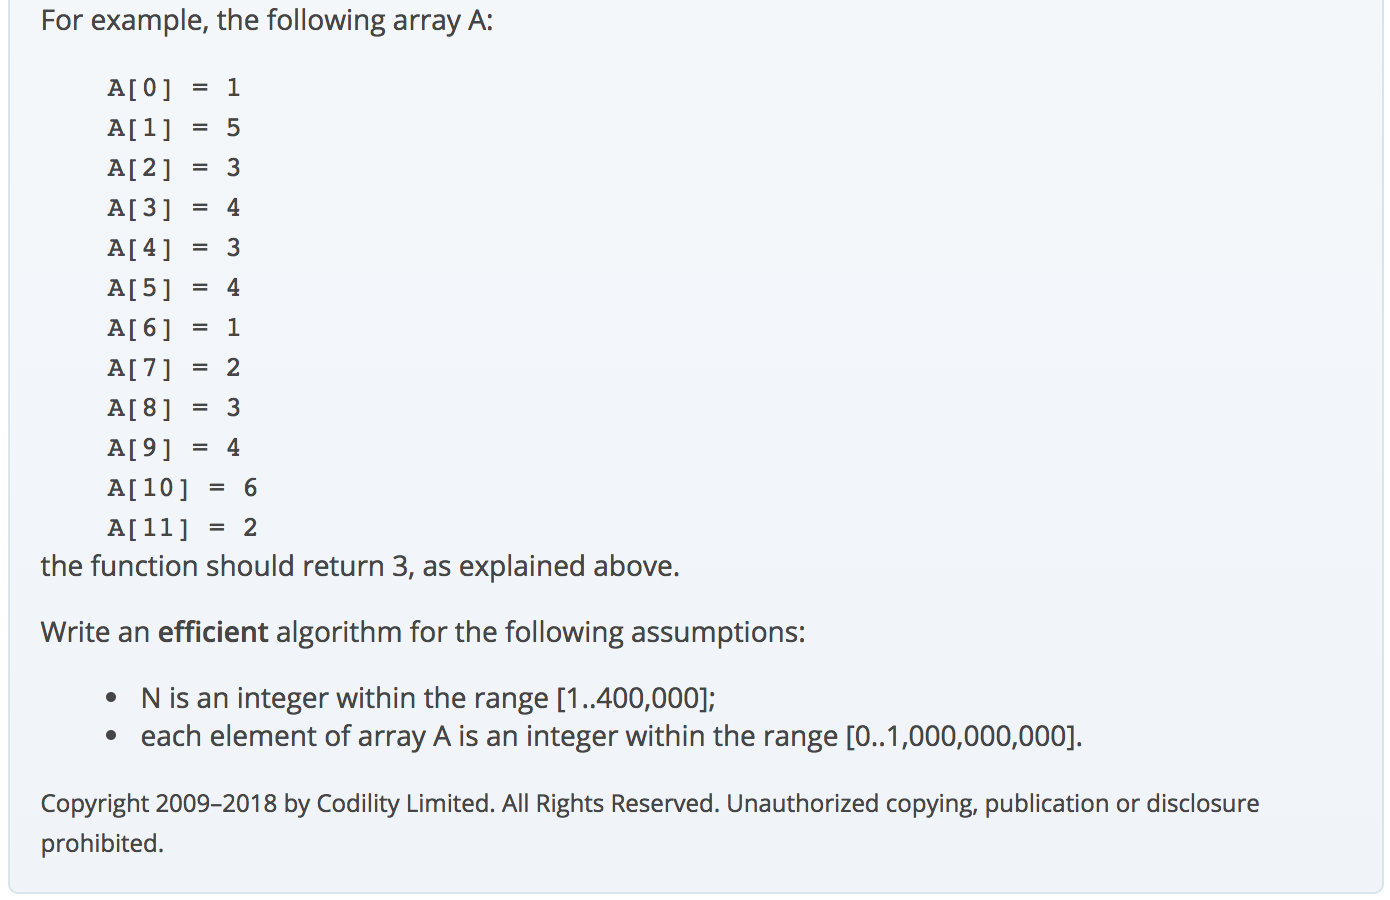 For example, the following array A:
A[0] = 1
A[1] = 5
A[2] = 3
A[3] = 4
A[4] = 3
A[5] = 4
A[6] = 1
A[7] = 2
A[8] = 3
A[9] = 4
A[10] = 6
A[11] = 2
the function should return 3, as explained above.
Write an efficient algorithm for the following assumptions:
• N is an integer within the range [1..400,000];
• each element of array A is an integer within the range [0..1,000,000,000].
Copyright 2009–2018 by Codility Limited. All Rights Reserved. Unauthorized copying, publication or disclosure
prohibited.